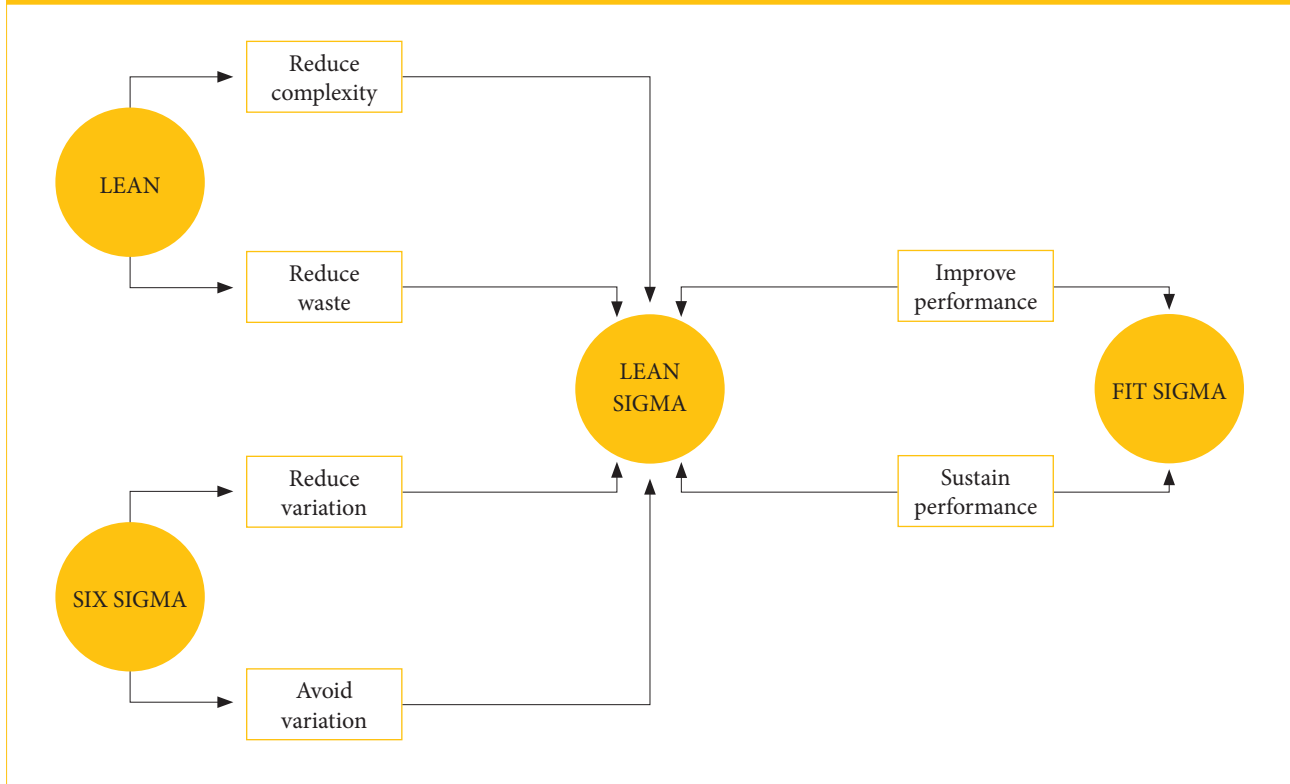 Reduce
complexity
LEAN
Reduce
waste
Improve
performance
LEAN
SIGMA
FIT SIGMA
Reduce
variation
Sustain
performance
SIX SIGMA
Avoid
variation